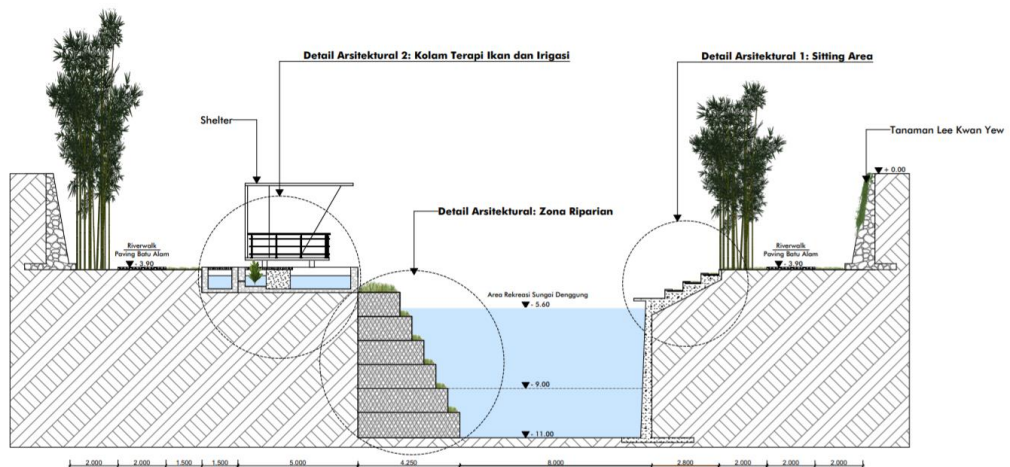 Detail Arsitektural 2: Kolam Terapi Ikan dan Irigasi
Detail Arsitektural 1: Sitting Area
Shelter
Tanaman Lee Kwan Yew
+ 0.00
Detail Arsitektural: Zona Riparian
Riverwalk
Paving Batu Alam
- 3.90
Riverwalk
Paving Batu Alam
- 3.90
Area Rekreasi Sungai Denggung
- 5.60
- 9.00
- 11.00
2.000 2.000 1.500 1.500 5.000 4.250 8.000 2.800 2.000 2.000 2.000